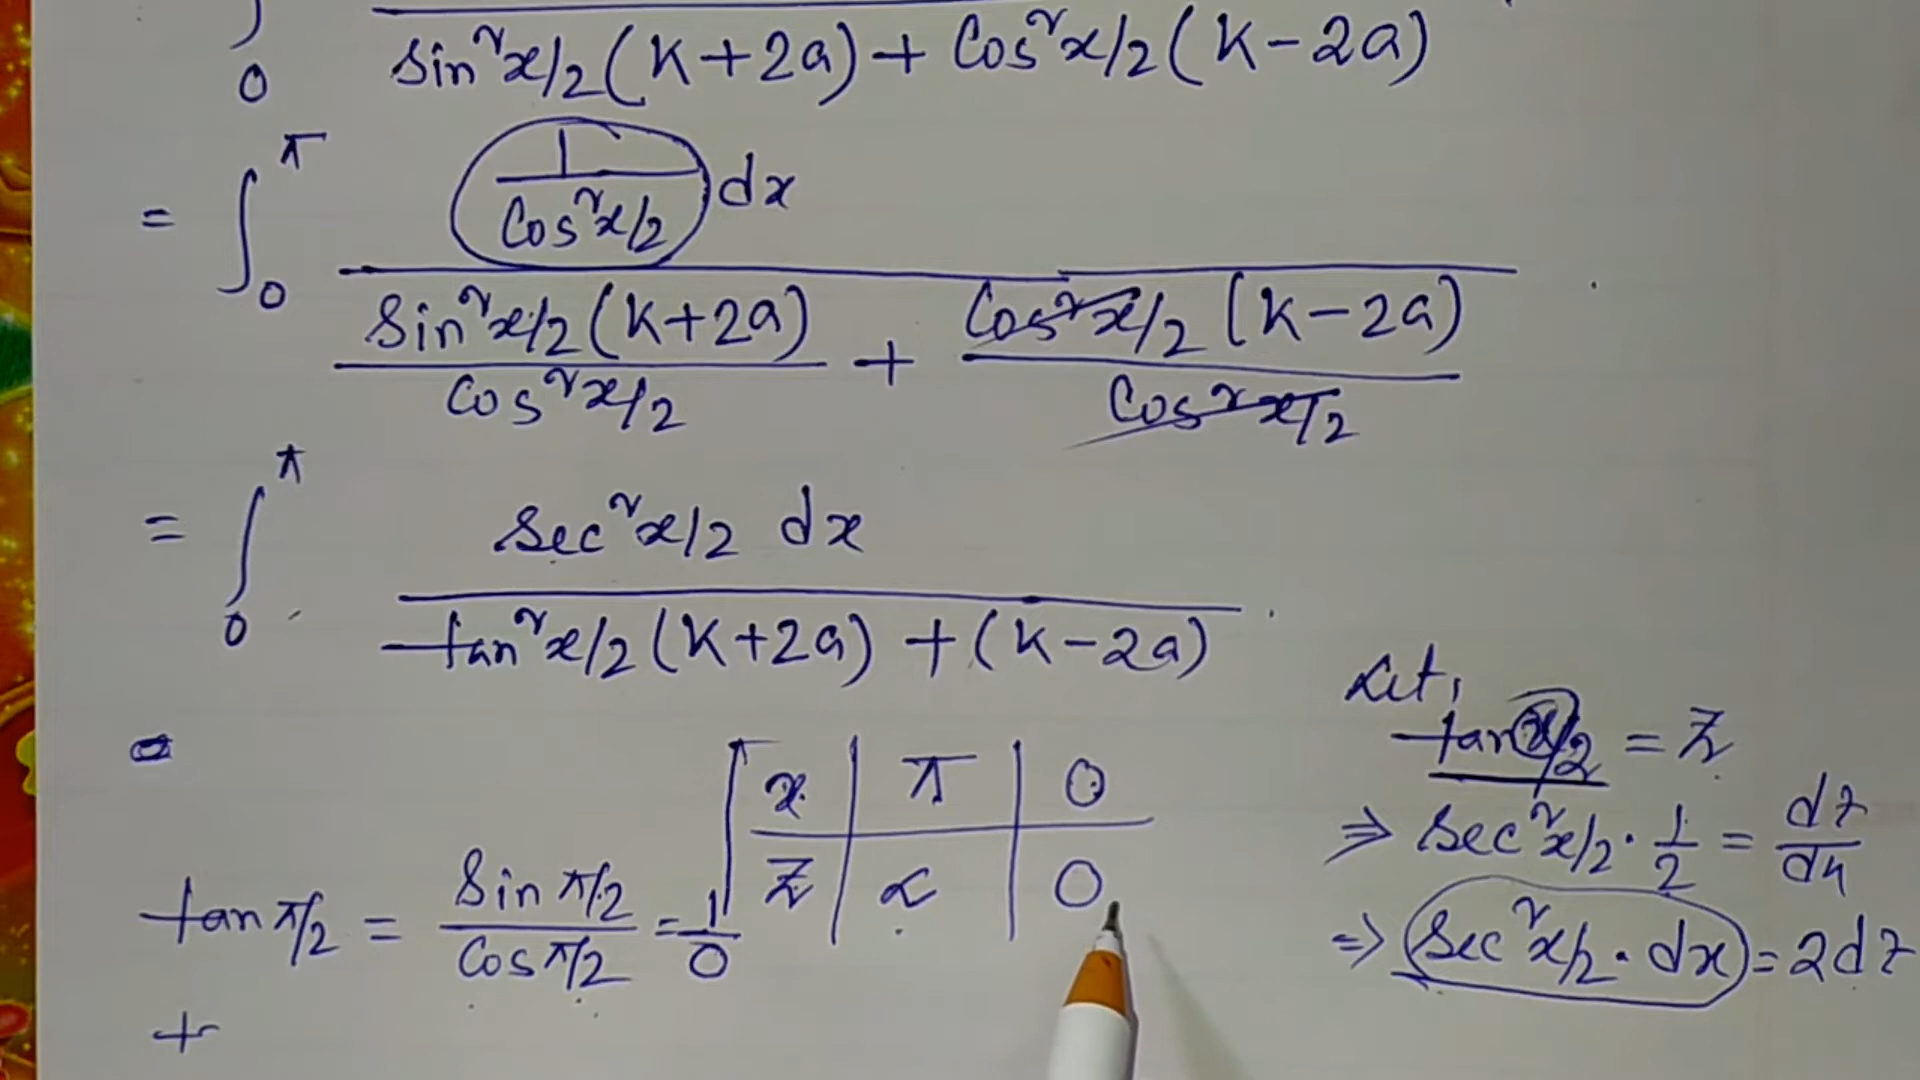 0 sin²x/2(K+2a) + Cos²x/2(K-2a)
= ∫₀^π (1/Cos²x/2) dx / (Sin²x/2(K+2a)/Cos²x/2 + Cos²x/2(K-2a)/Cos²x/2)
= ∫₀^π sec²x/2 dx / (tan²x/2(K+2a) + (K-2a))
Let,
tan x/2 = Z
x | π | 0
⇒ sec²x/2 · 1/2 = dz/dx
Z | ∝ | 0
tan π/2 = Sin π/2 / Cos π/2 = 1/0
⇒ sec²x/2 · dx = 2dz